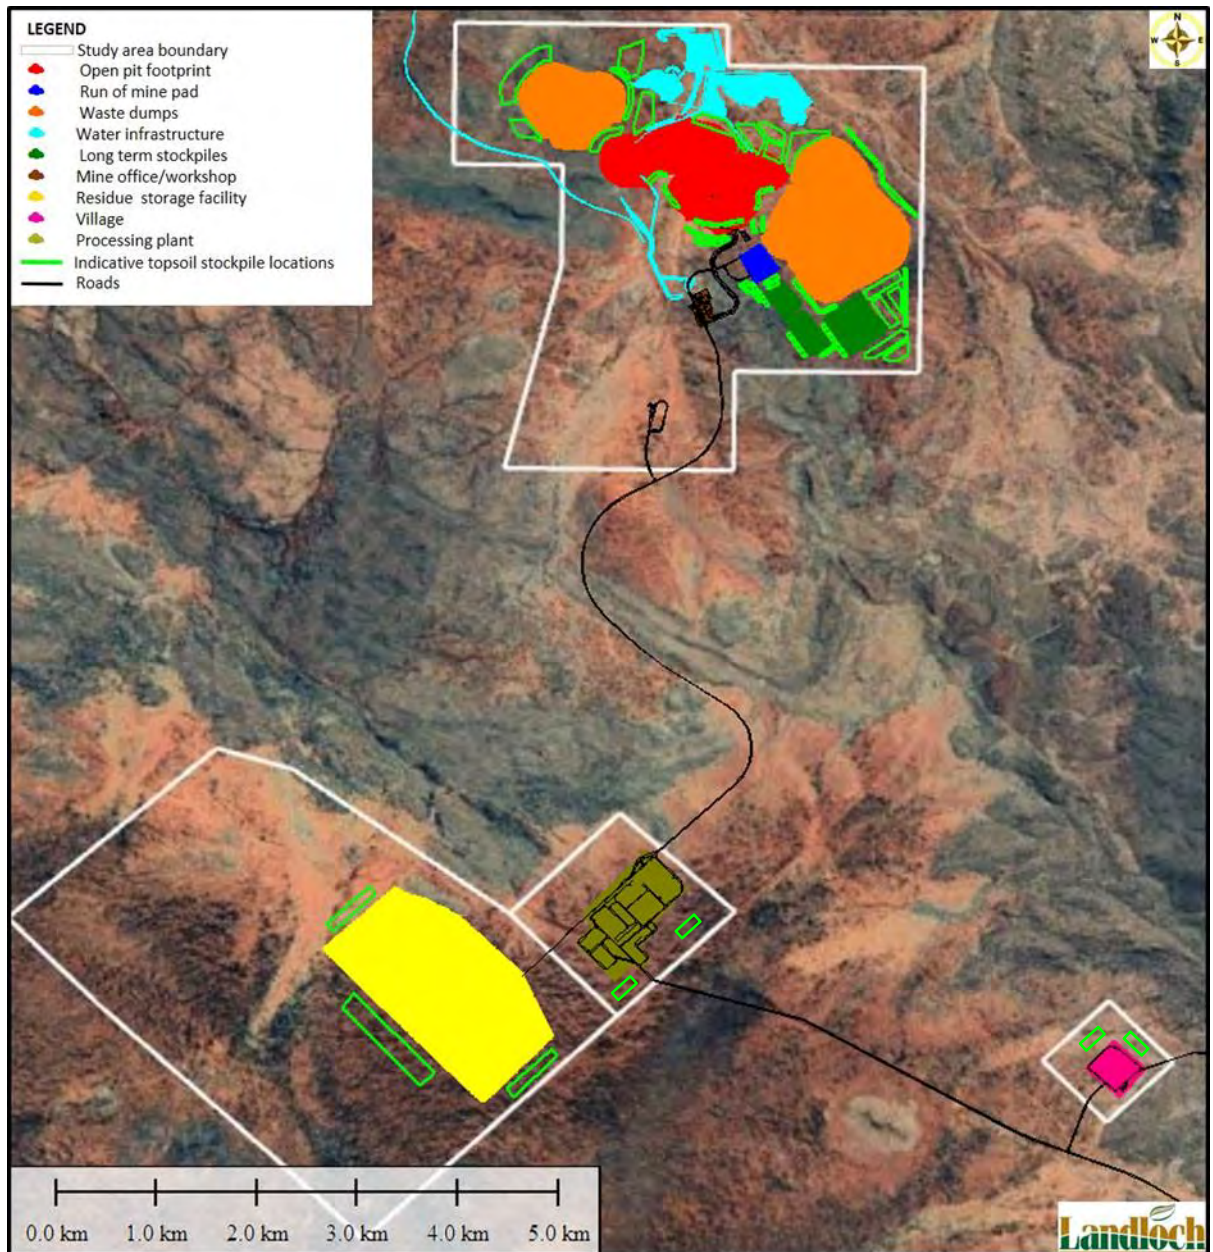 LEGEND
Study area boundary
Open pit footprint
Run of mine pad
Waste dumps
Water infrastructure
Long term stockpiles
Mine office/workshop
Residue storage facility
Village
Processing plant
Indicative topsoil stockpile locations
Roads
N
W E
S
0.0 km 1.0 km 2.0 km 3.0 km 4.0 km 5.0 km
Landloch